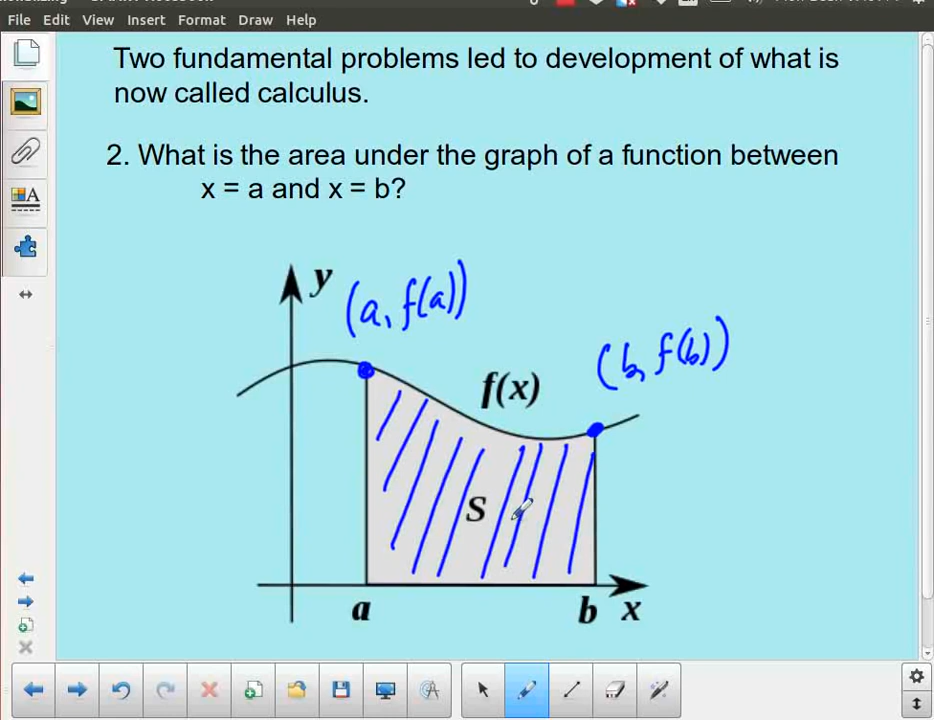 File Edit View Insert Format Draw Help
Two fundamental problems led to development of what is
now called calculus.
2. What is the area under the graph of a function between
x = a and x = b?
y
(a, f(a))
(b, f(b))
f(x)
S
a
b
x